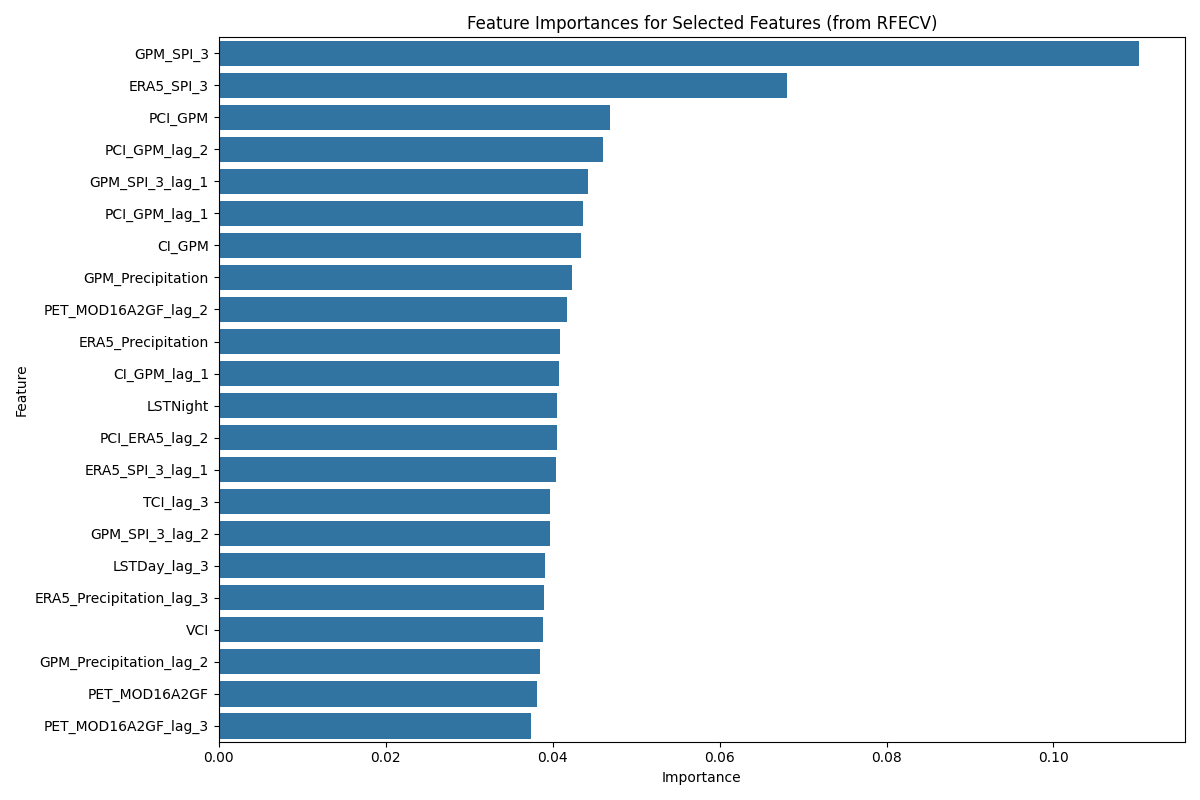 Feature Importances for Selected Features (from RFECV)
GPM_SPI_3
ERA5_SPI_3
PCI_GPM
PCI_GPM_lag_2
GPM_SPI_3_lag_1
PCI_GPM_lag_1
CI_GPM
GPM_Precipitation
PET_MOD16A2GF_lag_2
ERA5_Precipitation
CI_GPM_lag_1
LSTNight
PCI_ERA5_lag_2
ERA5_SPI_3_lag_1
TCI_lag_3
GPM_SPI_3_lag_2
LSTDay_lag_3
ERA5_Precipitation_lag_3
VCI
GPM_Precipitation_lag_2
PET_MOD16A2GF
PET_MOD16A2GF_lag_3
Feature
0.00 0.02 0.04 0.06 0.08 0.10
Importance